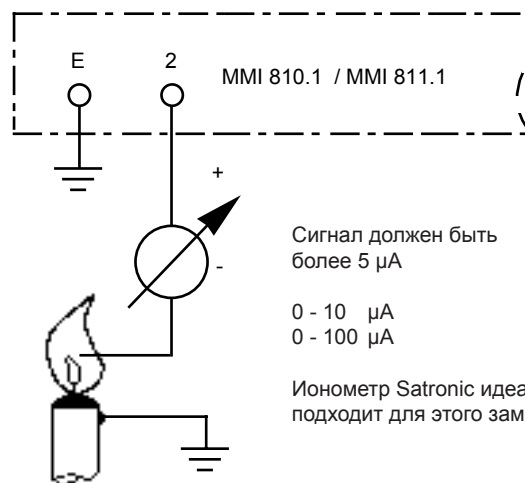 E 2 MMI 810.1 / MMI 811.1
+
-
Сигнал должен быть
более 5 µA
0 - 10 µA
0 - 100 µA
Ионометр Satronic
подходит для этого